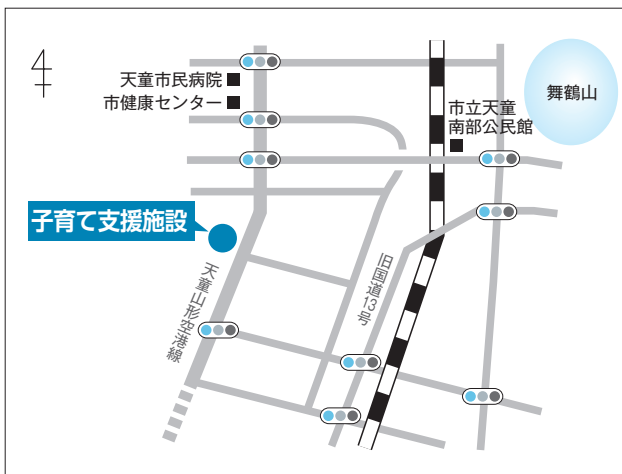 天童市民病院
市健康センター
市立天童
南部公民館
舞鶴山
子育て支援施設
天童山形空港線
旧国道13号